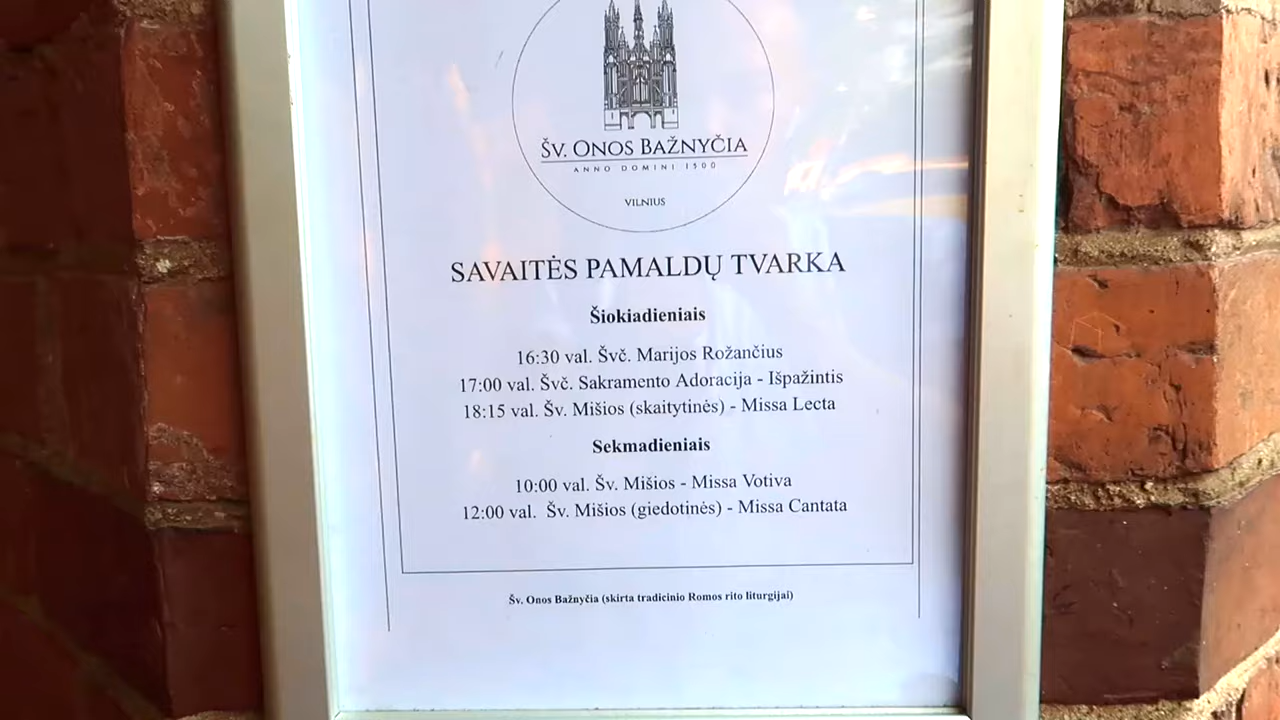 Šv. Onos Bažnyčia
ANNO DOMINI 1500
VILNIUS
SAVAITĖS PAMALDŲ TVARKA
Šiokiadieniais
16:30 val. Švč. Marijos Rožančius
17:00 val. Švč. Sakramento Adoracija - Išpažintis
18:15 val. Šv. Mišios (skaitytinės) - Missa Lecta
Sekmadieniais
10:00 val. Šv. Mišios - Missa Votiva
12:00 val. Šv. Mišios (giedotinės) - Missa Cantata
Šv. Onos Bažnyčia (skirta tradicinio Romos rito liturgijai)